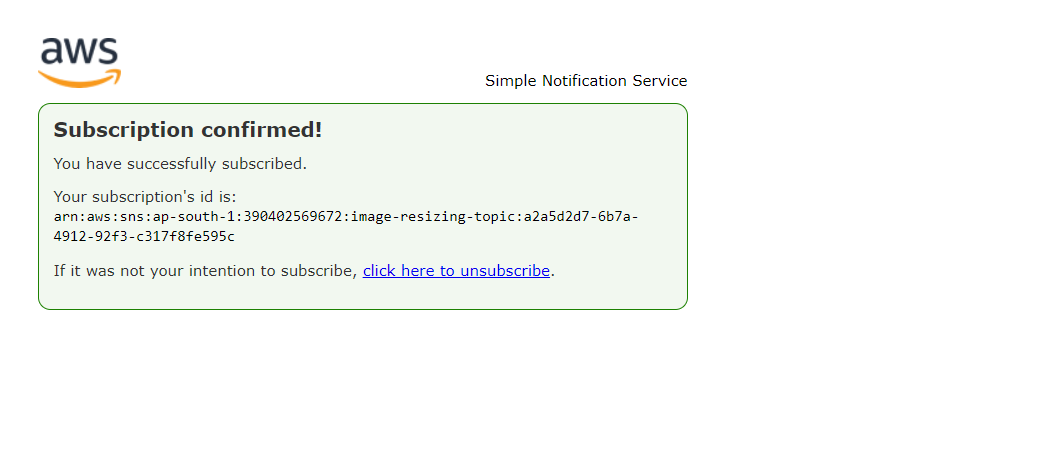 aws
Simple Notification Service
Subscription confirmed!
You have successfully subscribed.
Your subscription's id is:
arn:aws:sns:ap-south-1:390402569672:image-resizing-topic:a2a5d2d7-6b7a-
4912-92f3-c317f8fe595c
If it was not your intention to subscribe, click here to unsubscribe.